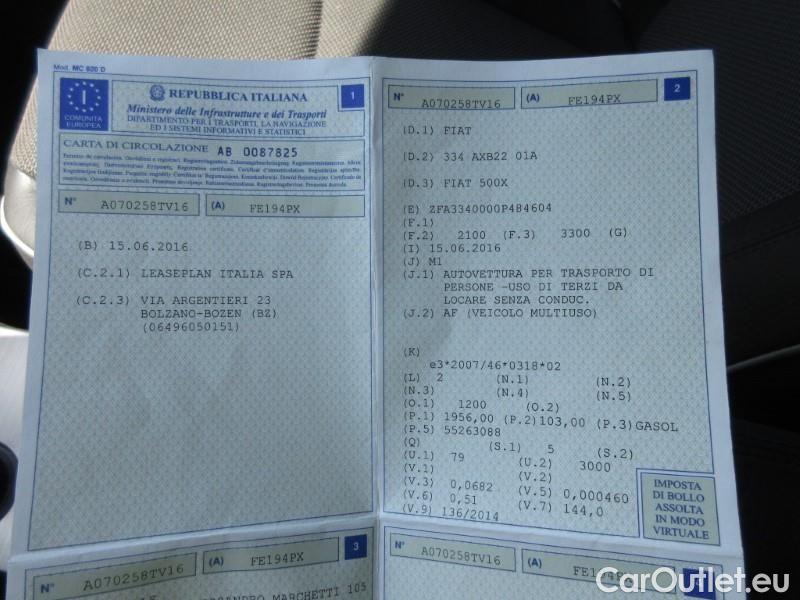 Mod. MC 820 D
I
COMUNITÀ
EUROPEA
REPUBBLICA ITALIANA
1
Ministero delle Infrastrutture e dei Trasporti
DIPARTIMENTO PER I TRASPORTI, LA NAVIGAZIONE
ED I SISTEMI INFORMATIVI E STATISTICI
CARTA DI CIRCOLAZIONE AB 0087825
N° A070258TV16 (A) FE194PX
(B) 15.06.2016
(C.2.1) LEASEPLAN ITALIA SPA
(C.2.3) VIA ARGENTIERI 23
BOLZANO-BOZEN (BZ)
(06496050151)
N° A070258TV16 (A) FE194PX 2
(D.1) FIAT
(D.2) 334 AXB22 01A
(D.3) FIAT 500X
(E) ZFA3340000P484604
(F.1)
(F.2) 2100 (F.3) 3300 (G)
(I) 15.06.2016
(J) M1
(J.1) AUTOVETTURA PER TRASPORTO DI
PERSONE -USO DI TERZI DA
LOCARE SENZA CONDUC.
(J.2) AF (VEICOLO MULTIUSO)
(K)
e3*2007/46*0318*02
(L) 2 (N.1) (N.2)
(N.3) (N.4) (N.5)
(O.1) 1200 (O.2)
(P.1) 1956,00 (P.2)103,00 (P.3)GASOL
(P.5) 55263088
(Q) (S.1) 5 (S.2)
(U.1) 79 (U.2) 3000
(V.1) (V.2)
(V.3) 0,0682 (V.5) 0,000460
(V.6) 0,51 (V.7) 144,0
(V.9) 136/2014
IMPOSTA
DI BOLLO
ASSOLTA
IN MODO
VIRTUALE
N° A070258TV16 (A) FE194PX 3
MARCHETTI 105
N° A070258TV16 (A)
CarOutlet.eu